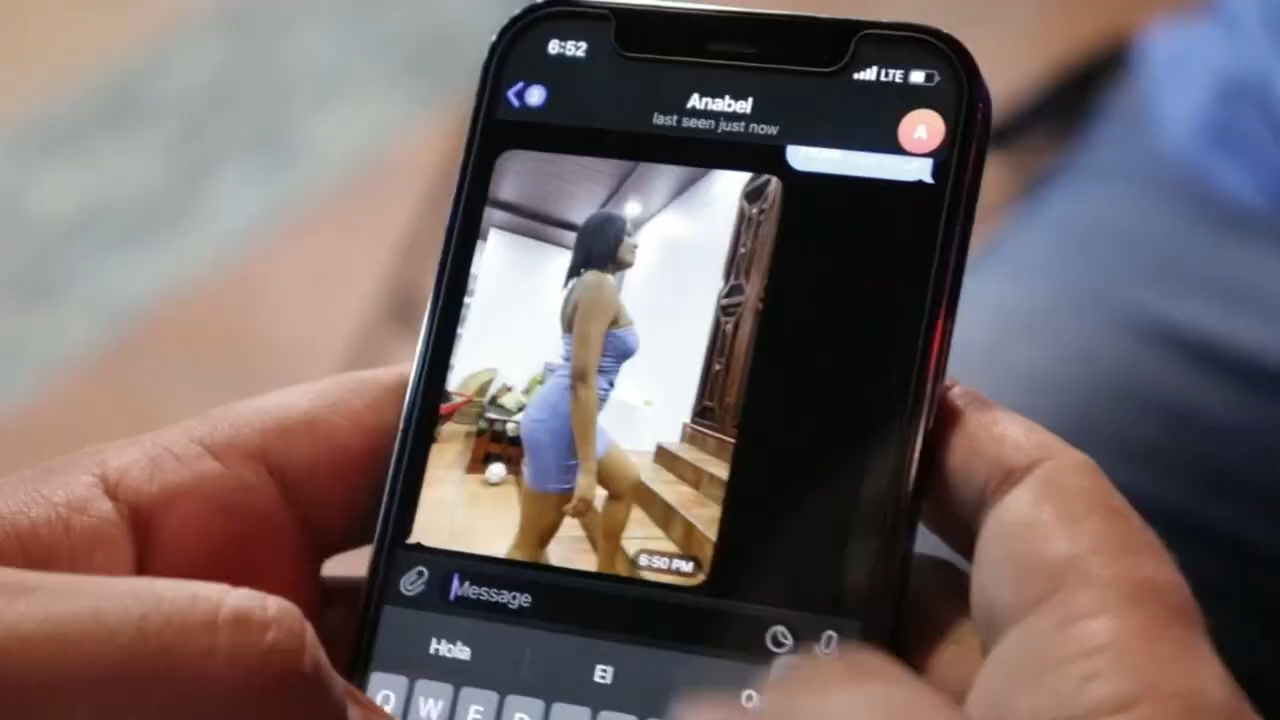 6:52
LTE
Anabel
last seen just now
A
6:50 PM
Message
Hola
El
Q W E